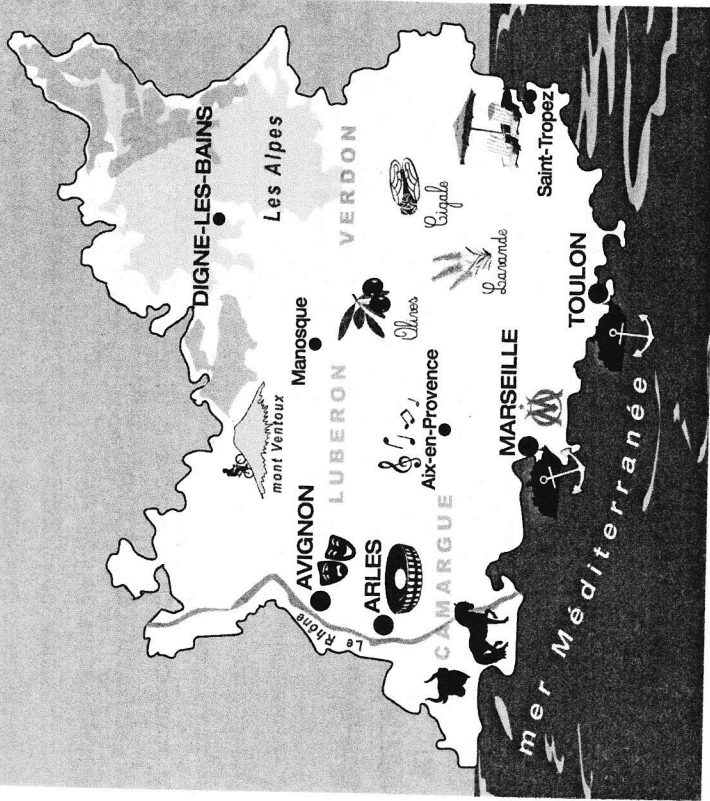 DIGNE-LES-BAINS
Les Alpes
mont Ventoux
Manosque
VERDON
AVIGNON
LUBERON
Le Rhône
ARLES
Olives
Cigale
Aix-en-Provence
CAMARGUE
Lavande
MARSEILLE
OM
TOULON
Saint-Tropez
mer Méditerranée